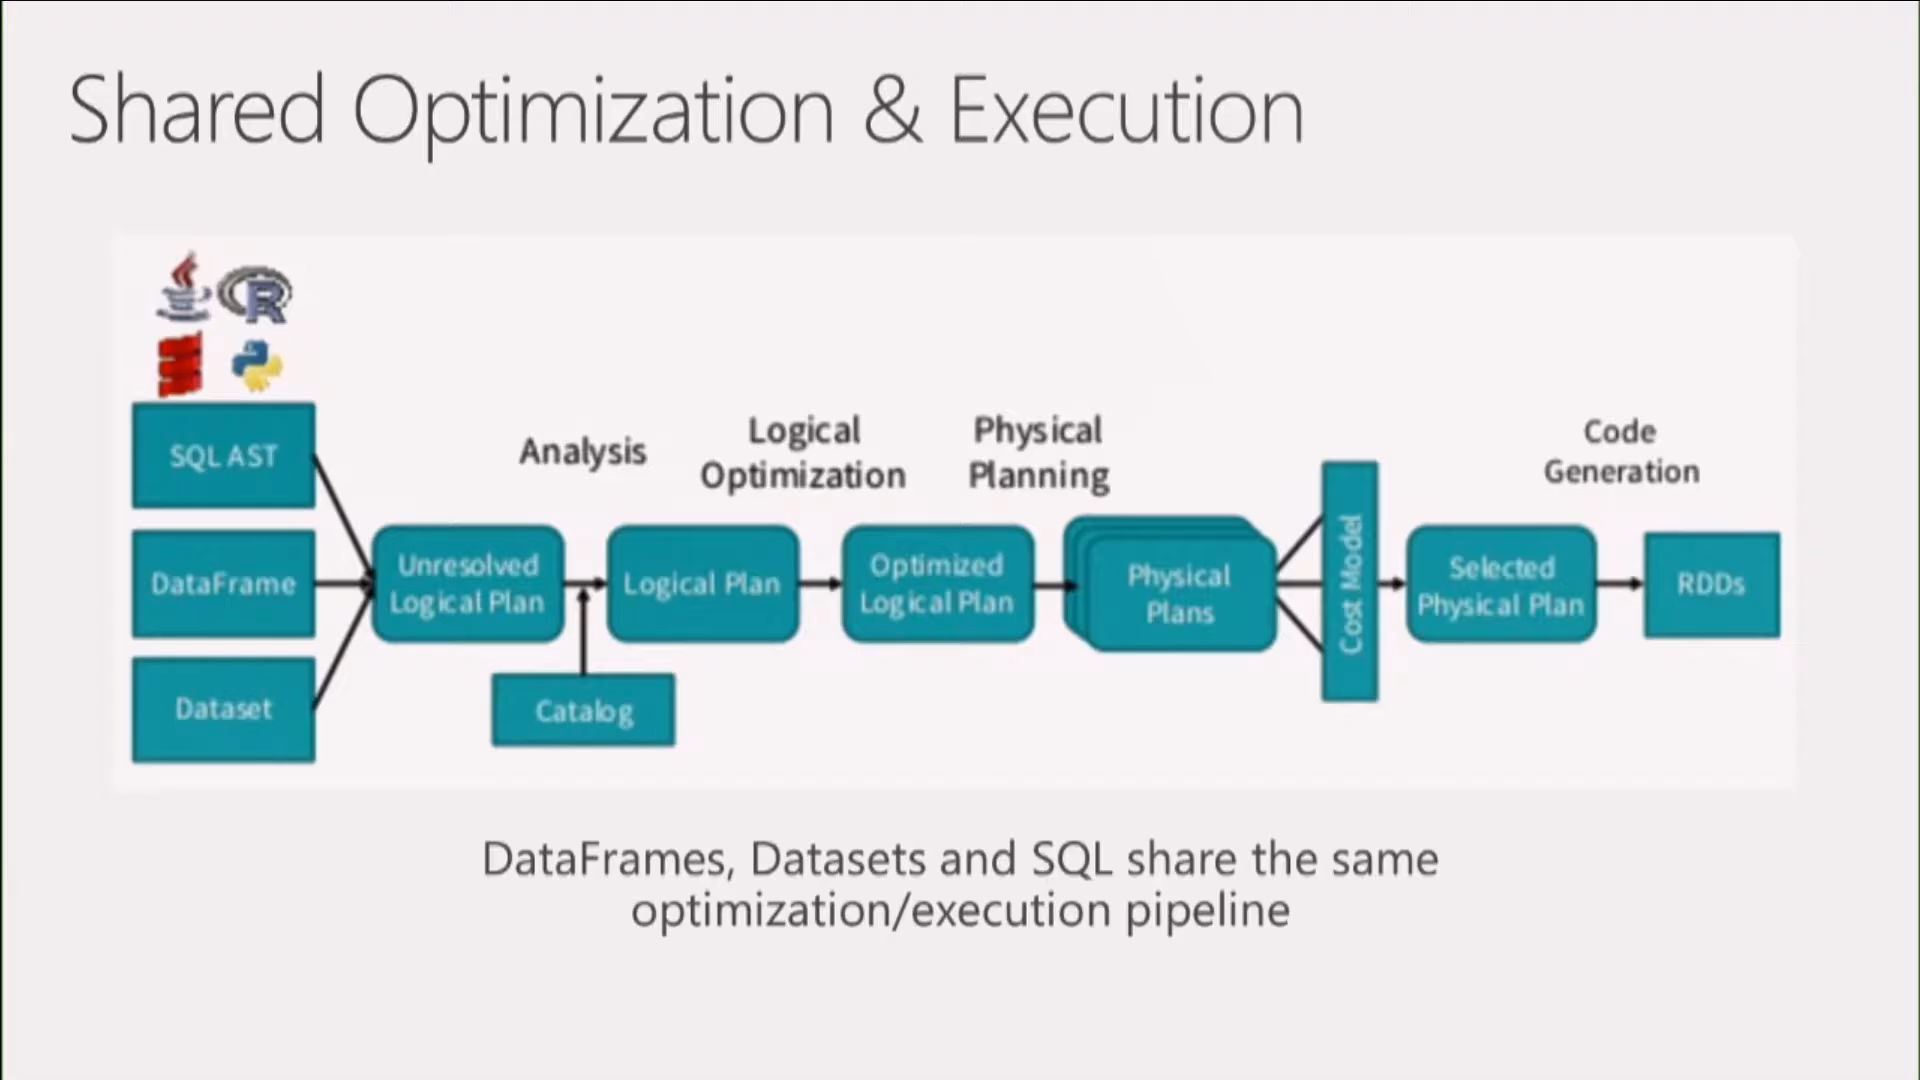 Shared Optimization & Execution
R
SQL AST
DataFrame
Dataset
Analysis
Logical
Optimization
Physical
Planning
Code
Generation
Unresolved
Logical Plan
Catalog
Logical Plan
Optimized
Logical Plan
Physical
Plans
Cost Model
Selected
Physical Plan
RDDs
DataFrames, Datasets and SQL share the same
optimization/execution pipeline